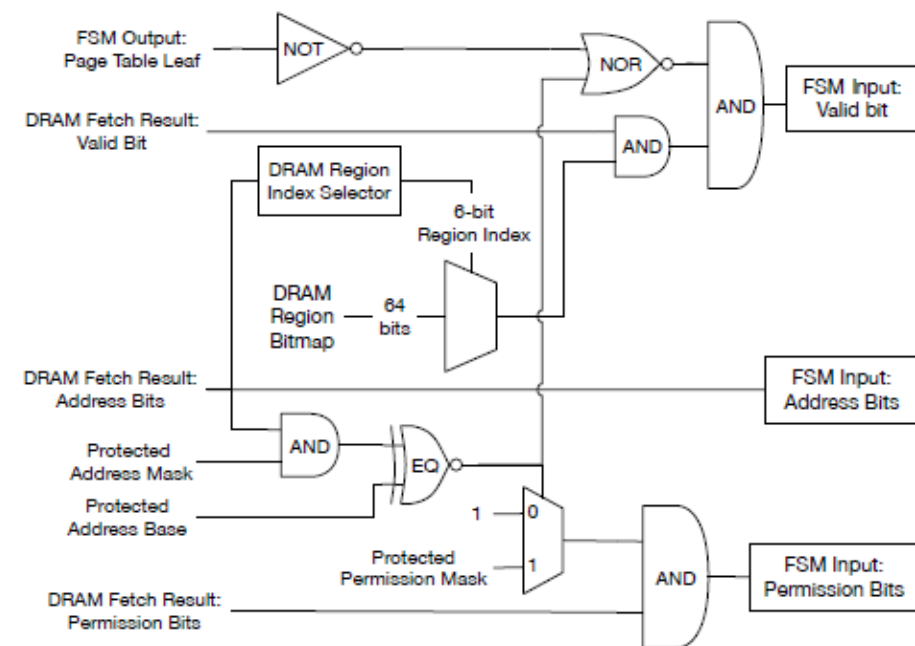 FSM Output:
Page Table Leaf
NOT
NOR
AND
FSM Input:
Valid bit
DRAM Fetch Result:
Valid Bit
AND
DRAM Region
Index Selector
6-bit
Region Index
DRAM
Region
Bitmap
64
bits
DRAM Fetch Result:
Address Bits
FSM Input:
Address Bits
AND
Protected
Address Mask
EQ
Protected
Address Base
1
0
Protected
Permission Mask
1
AND
FSM Input:
Permission Bits
DRAM Fetch Result:
Permission Bits